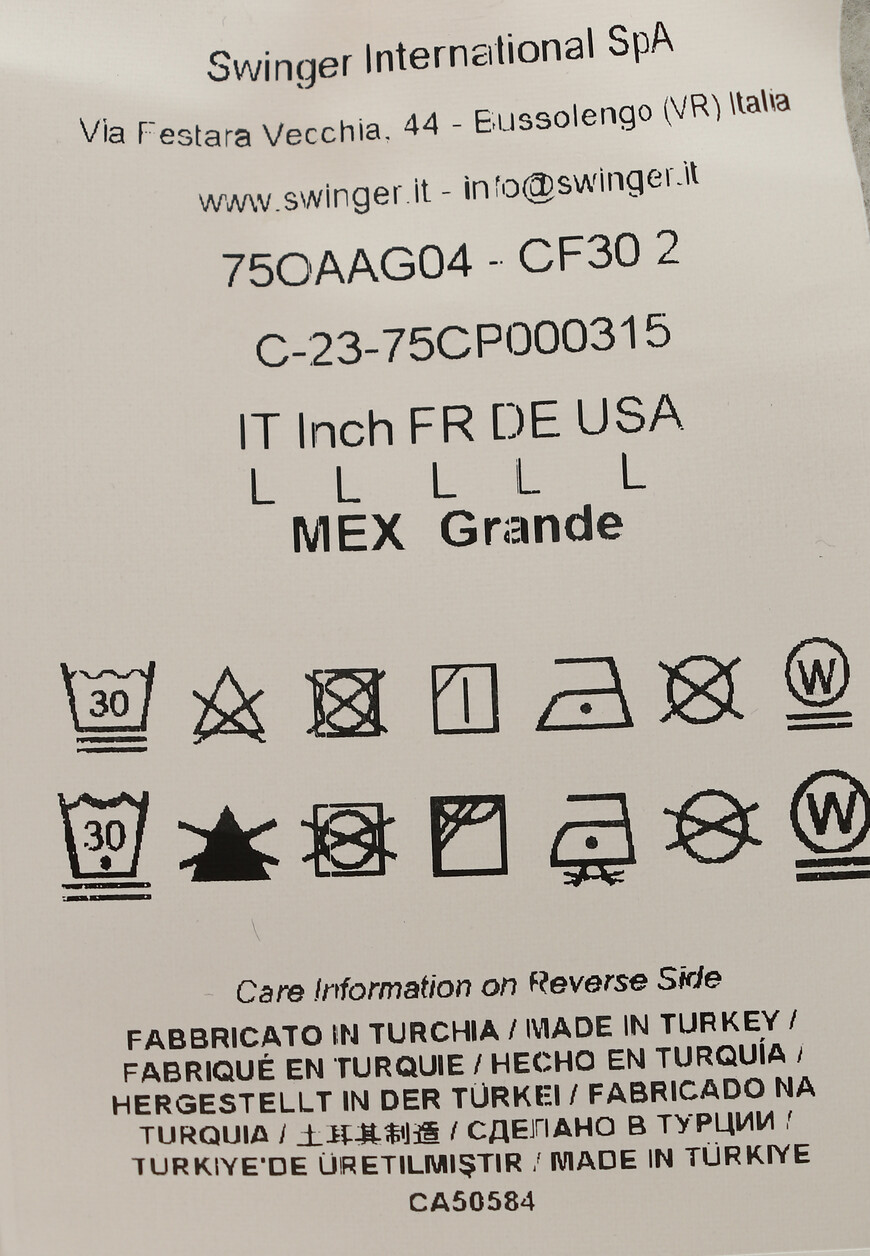 Swinger International SpA
Via Festara Vecchia, 44 - Bussolengo (VR) Italia
www.swinger.it - info@swinger.it
75OAAG04 - CF30 2
C-23-75CP000315
IT Inch FR DE USA
L L L L L
MEX Grande
30 W
30 W
Care Information on Reverse Side
FABBRICATO IN TURCHIA / MADE IN TURKEY /
FABRIQUÉ EN TURQUIE / HECHO EN TURQUÍA /
HERGESTELLT IN DER TÜRKEI / FABRICADO NA
TURQUIA / 土耳其制造 / СДЕЛАНО В ТУРЦИИ /
TURKIYE'DE ÜRETILMIŞTIR / MADE IN TÜRKIYE
CA50584